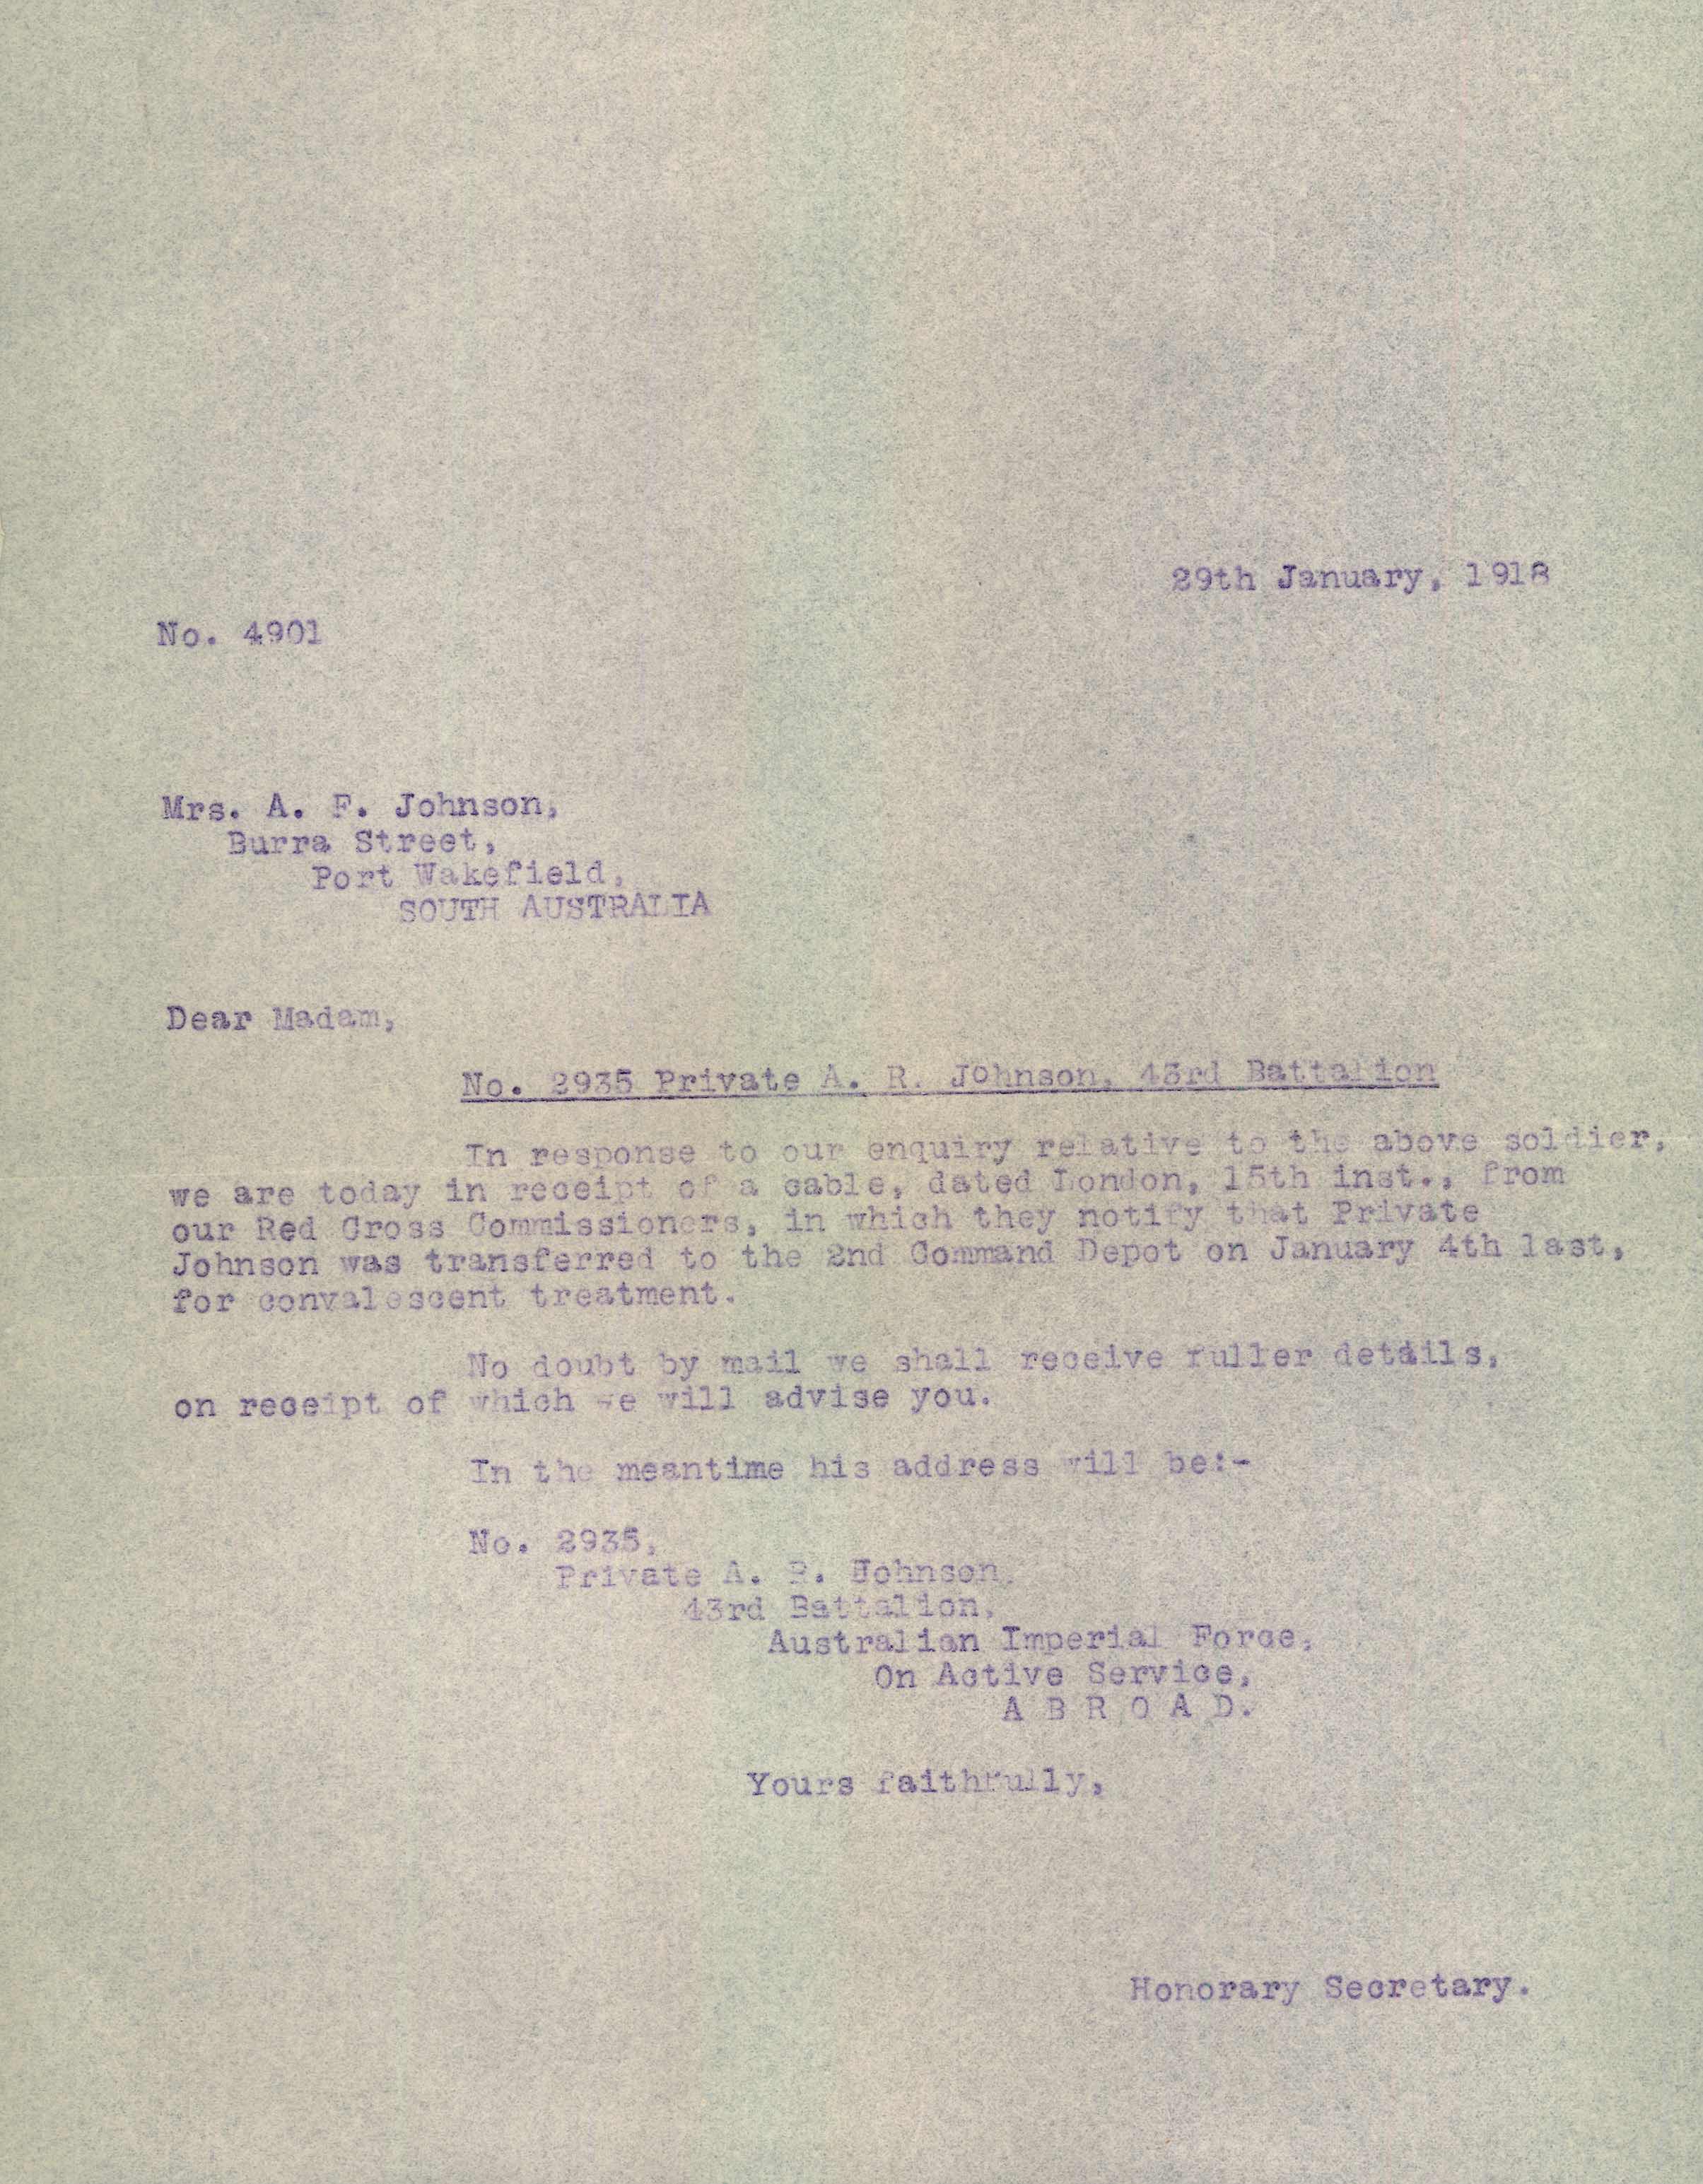 29th January, 1918
No. 4901
Mrs. A. F. Johnson,
Burra Street,
Port Wakefield,
SOUTH AUSTRALIA
Dear Madam,
No. 2935 Private A. R. Johnson, 43rd Battalion
In response to our enquiry relative to the above soldier,
we are today in receipt of a cable, dated London, 15th inst., from
our Red Cross Commissioners, in which they notify that Private
Johnson was transferred to the 2nd Command Depot on January 4th last,
for convalescent treatment.
No doubt by mail we shall receive fuller details,
on receipt of which we will advise you.
In the meantime his address will be:-
No. 2935,
Private A. R. Johnson,
43rd Battalion,
Australian Imperial Force,
On Active Service,
A B R O A D.
Yours faithfully,
Honorary Secretary.